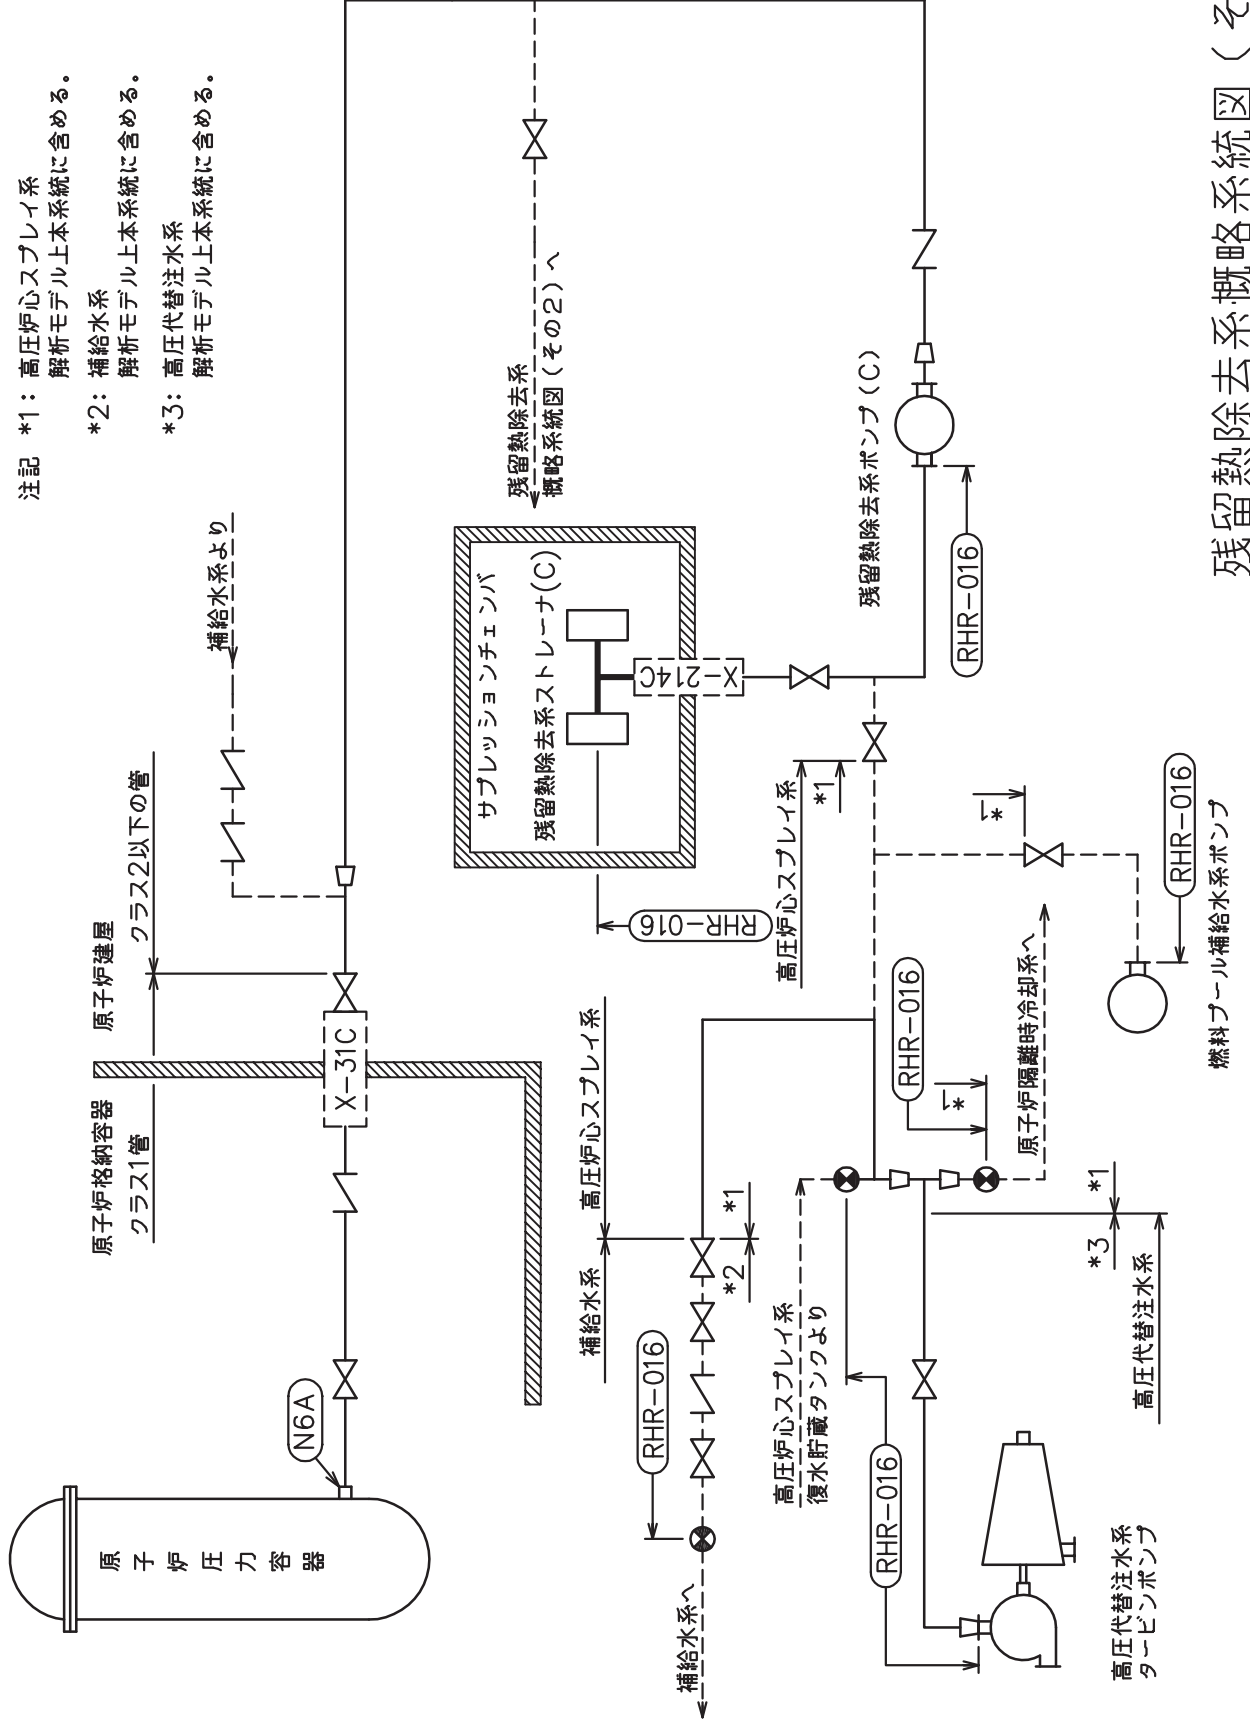 注記 *1：高圧炉心スプレイ系
解析モデル上本系統に含める。
*2：補給水系
解析モデル上本系統に含める。
*3：高圧代替注水系
解析モデル上本系統に含める。
原子炉格納容器
原子炉建屋
クラス1管
クラス2以下の管
補給水系より
X-31C
N6A
原子炉圧力容器
残留熱除去系
概略系統図（その2）へ
サプレッションチェンバ
残留熱除去系ストレーナ(C)
X-214C
RHR-016
補給水系
高圧炉心スプレイ系
*2
*1
RHR-016
補給水系へ
高圧炉心スプレイ系
*1
高圧炉心スプレイ系
復水貯蔵タンクより
残留熱除去系ポンプ（C）
RHR-016
RHR-016
RHR-016
*1
*1
原子炉隔離時冷却系へ
*3
*1
高圧代替注水系
高圧代替注水系
タービンポンプ
RHR-016
燃料プール補給水系ポンプ
残留熱除去系概略系統図（そ